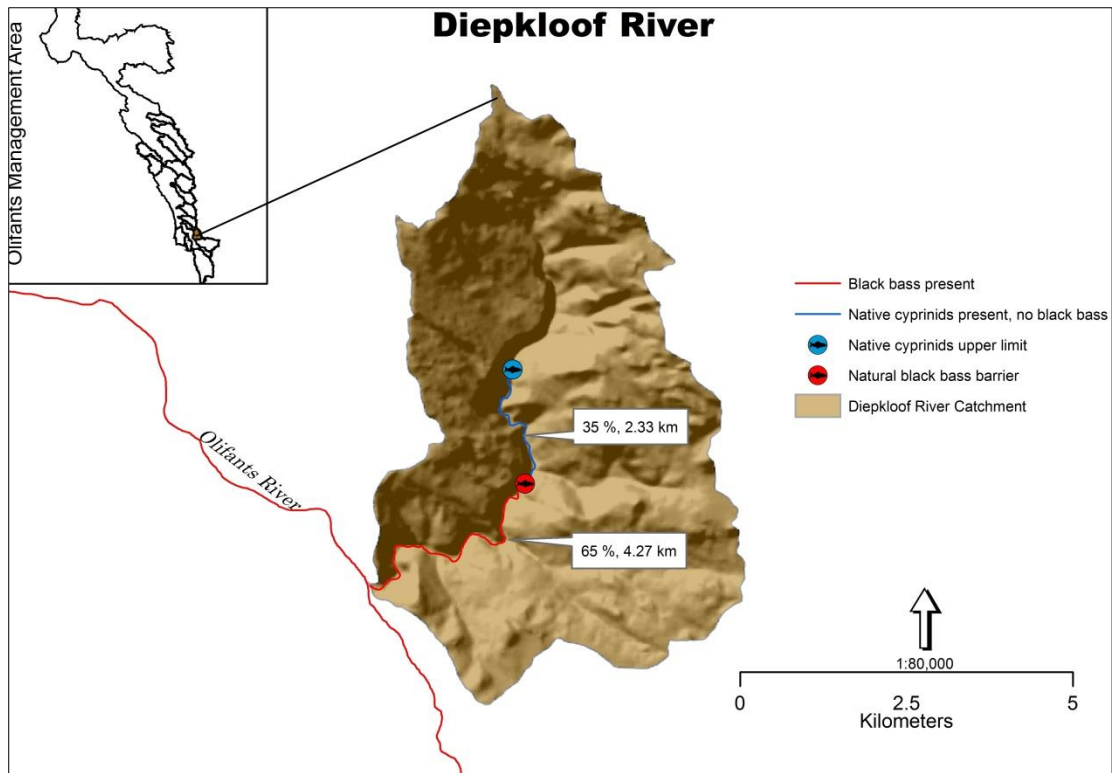 Diepkloof River
Olifants Management Area
Black bass present
Native cyprinids present, no black bass
Native cyprinids upper limit
Natural black bass barrier
Diepkloof River Catchment
35 %, 2.33 km
Olifants River
65 %, 4.27 km
1:80,000
0 2.5 5
Kilometers